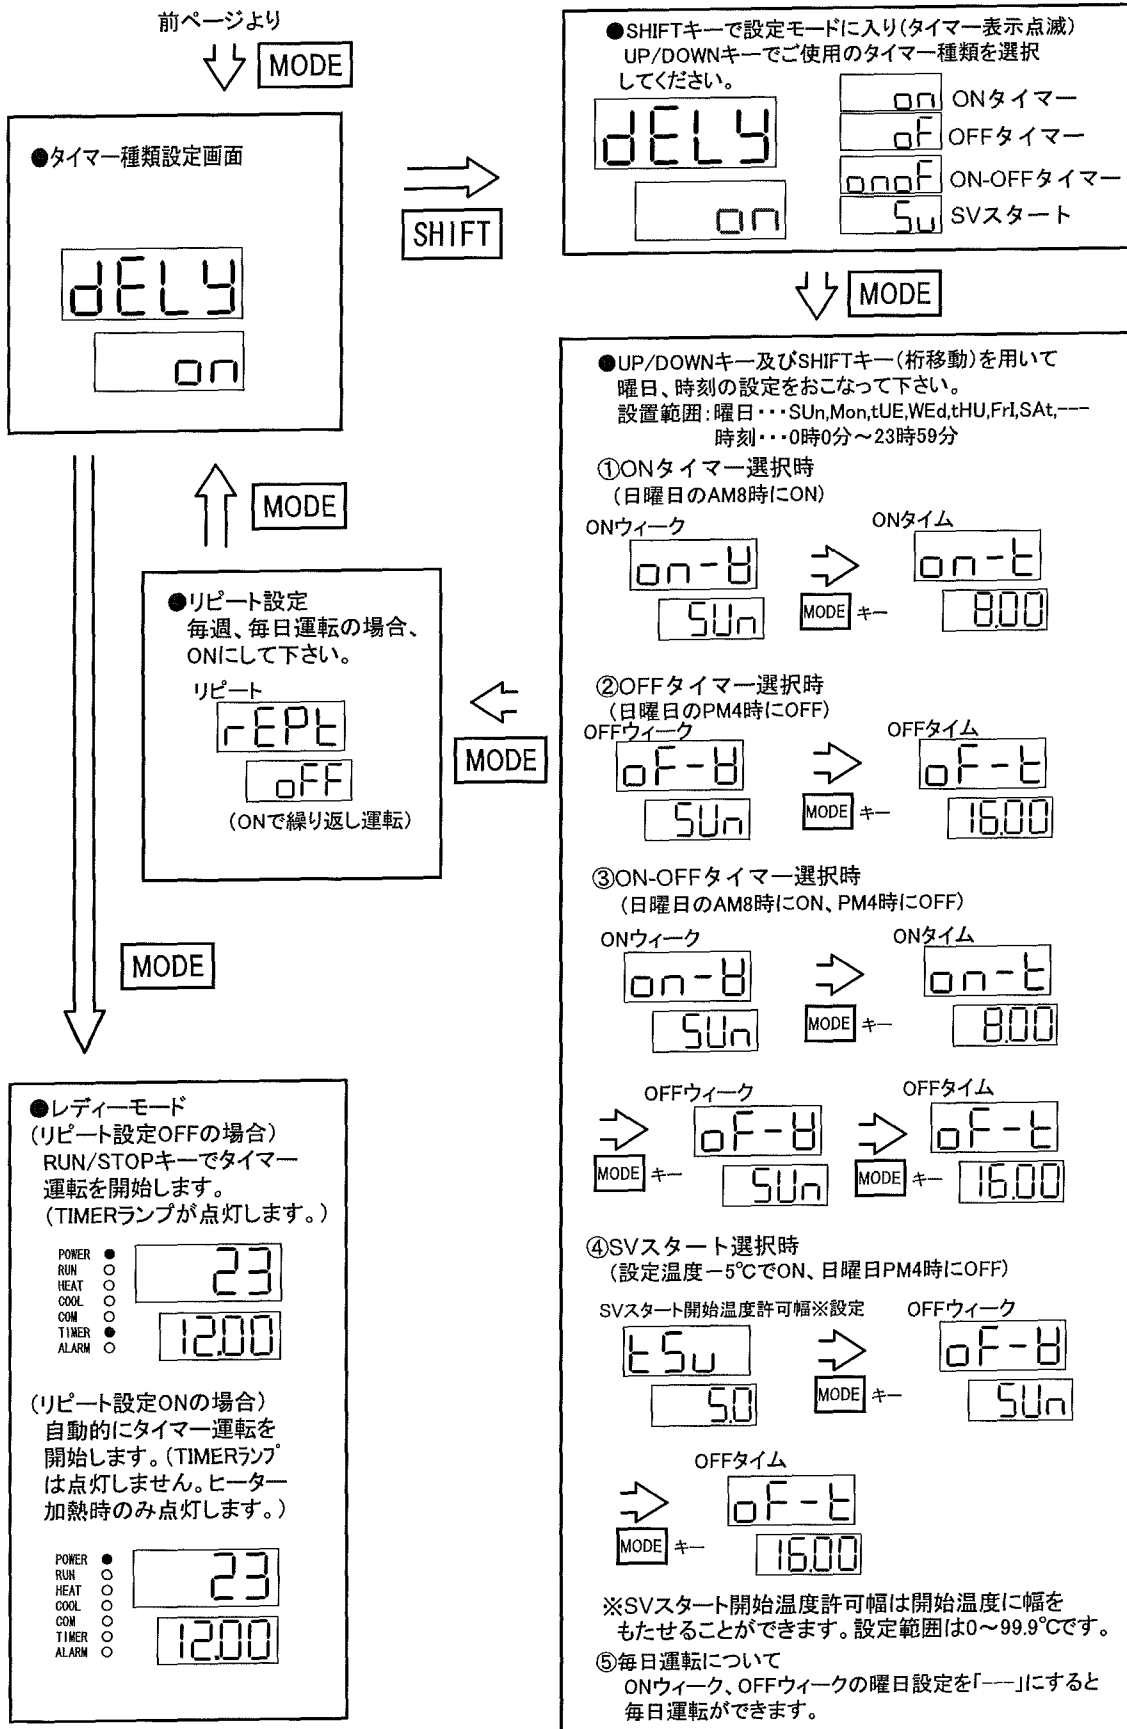 前ページより
MODE
●タイマー種類設定画面
dELY
on
SHIFT
●SHIFTキーで設定モードに入り(タイマー表示点滅)
UP/DOWNキーでご使用のタイマー種類を選択
してください。
dELY
on
on ONタイマー
oF OFFタイマー
onoF ON-OFFタイマー
Su SVスタート
MODE
●UP/DOWNキー及びSHIFTキー(桁移動)を用いて
曜日、時刻の設定をおこなって下さい。
設置範囲:曜日・・・SUn,Mon,tUE,WEd,tHU,FrI,SAt,---
時刻・・・0時0分～23時59分
①ONタイマー選択時
(日曜日のAM8時にON)
ONウィーク ONタイム
on-W on-t
SUn MODE キー 8.00
②OFFタイマー選択時
(日曜日のPM4時にOFF)
OFFウィーク OFFタイム
oF-W oF-t
SUn MODE キー 16.00
③ON-OFFタイマー選択時
(日曜日のAM8時にON、PM4時にOFF)
ONウィーク ONタイム
on-W on-t
SUn MODE キー 8.00
OFFウィーク OFFタイム
oF-W oF-t
MODE キー SUn MODE キー 16.00
④SVスタート選択時
(設定温度－5℃でON、日曜日PM4時にOFF)
SVスタート開始温度許可幅※設定 OFFウィーク
tSu oF-W
5.0 MODE キー SUn
OFFタイム
oF-t
MODE キー 16.00
※SVスタート開始温度許可幅は開始温度に幅を
もたせることができます。設定範囲は0～99.9℃です。
⑤毎日運転について
ONウィーク、OFFウィークの曜日設定を｢---｣にすると
毎日運転ができます。
MODE
●リピート設定
毎週、毎日運転の場合、
ONにして下さい。
リピート
rEPt
oFF
(ONで繰り返し運転)
MODE
MODE
●レディーモード
(リピート設定OFFの場合)
RUN/STOPキーでタイマー
運転を開始します。
(TIMERランプが点灯します。)
POWER ●
RUN ○
HEAT ○
COOL ○
COM ○
TIMER ●
ALARM ○
23
12.00
(リピート設定ONの場合)
自動的にタイマー運転を
開始します。(TIMERﾗﾝﾌﾟ
は点灯しません。ヒーター
加熱時のみ点灯します。)
POWER ●
RUN ○
HEAT ○
COOL ○
COM ○
TIMER ○
ALARM ○
23
12.00